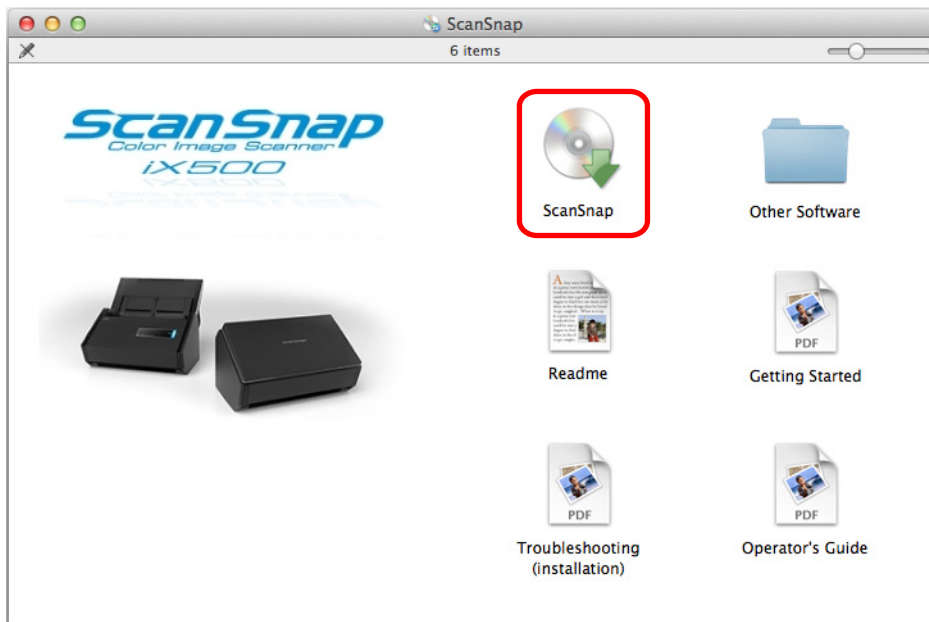 ScanSnap
6 items
ScanSnap
Color Image Scanner
iX500
ScanSnap
Other Software
Readme
PDF
Getting Started
PDF
Troubleshooting
(installation)
PDF
Operator's Guide